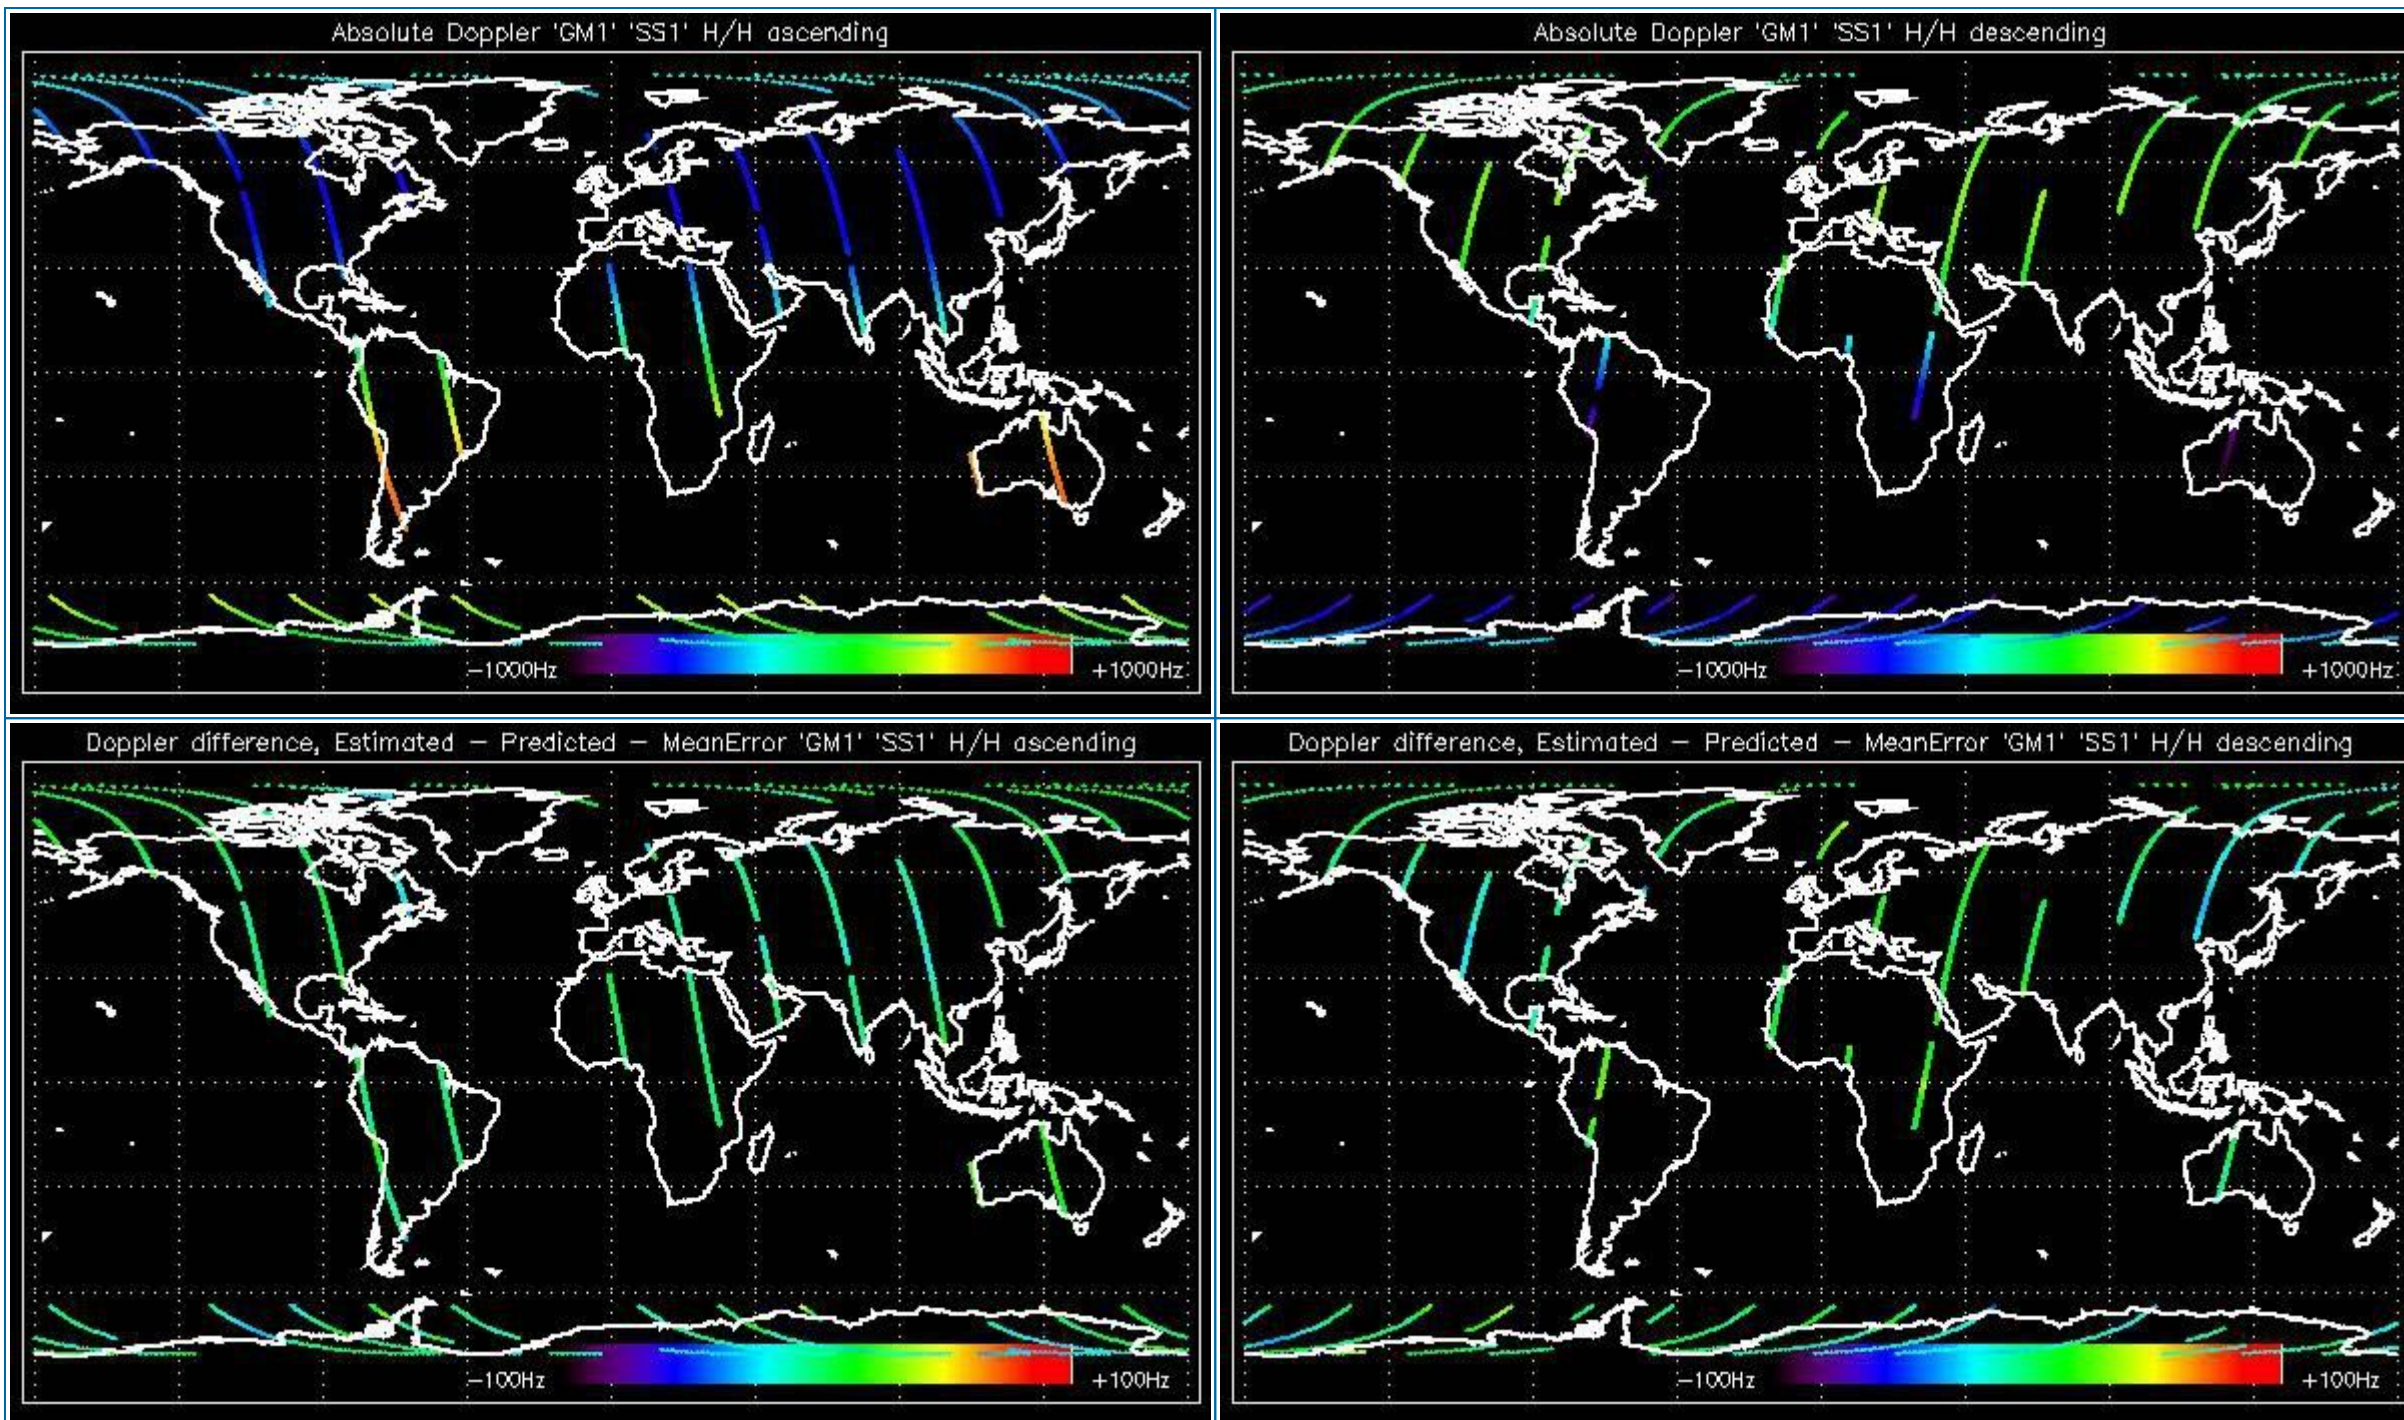 Absolute Doppler 'GM1' 'SS1' H/H ascending
−1000Hz
+1000Hz
Absolute Doppler 'GM1' 'SS1' H/H descending
−1000Hz
+1000Hz
Doppler difference, Estimated − Predicted − MeanError 'GM1' 'SS1' H/H ascending
−100Hz
+100Hz
Doppler difference, Estimated − Predicted − MeanError 'GM1' 'SS1' H/H descending
−100Hz
+100Hz